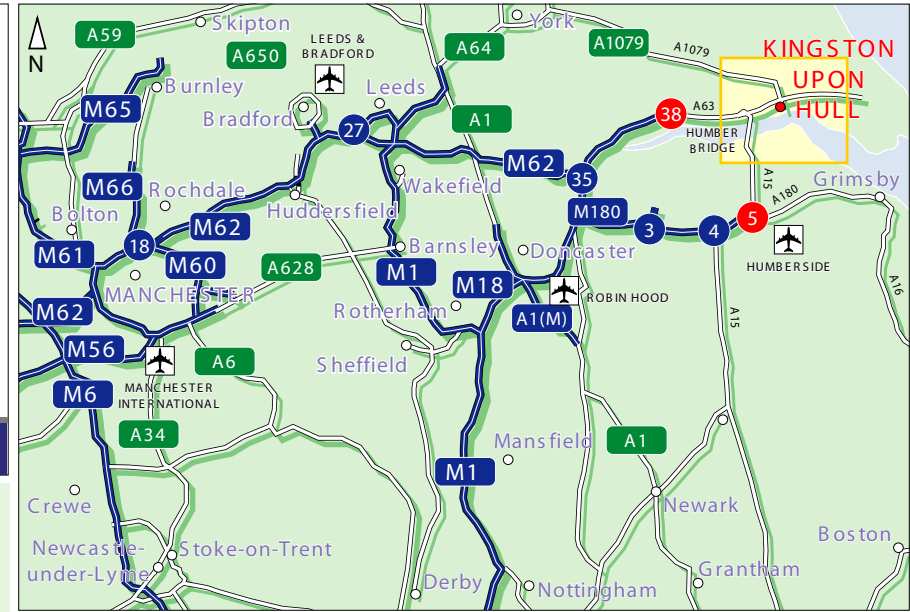 N
A59
Skipton
A650
LEEDS &
BRADFORD
York
A64
A1079
A1079
KINGSTON
UPON
HULL
Burnley
Leeds
M65
Bradford
27
A1
38
A63
HUMBER
BRIDGE
M62
35
A15
A180
Grimsby
M66
Rochdale
Wakefield
Huddersfield
Bolton
M62
M180
3
4
5
18
M61
M60
A628
Barnsley
Doncaster
HUMBERSIDE
M1
M18
A16
MANCHESTER
Rotherham
ROBIN HOOD
M62
A1(M)
A15
M56
A6
Sheffield
MANCHESTER
INTERNATIONAL
M6
A34
Mansfield
A1
M1
Crewe
Newark
Boston
Newcastle-
under-Lyme
Stoke-on-Trent
Derby
Nottingham
Grantham